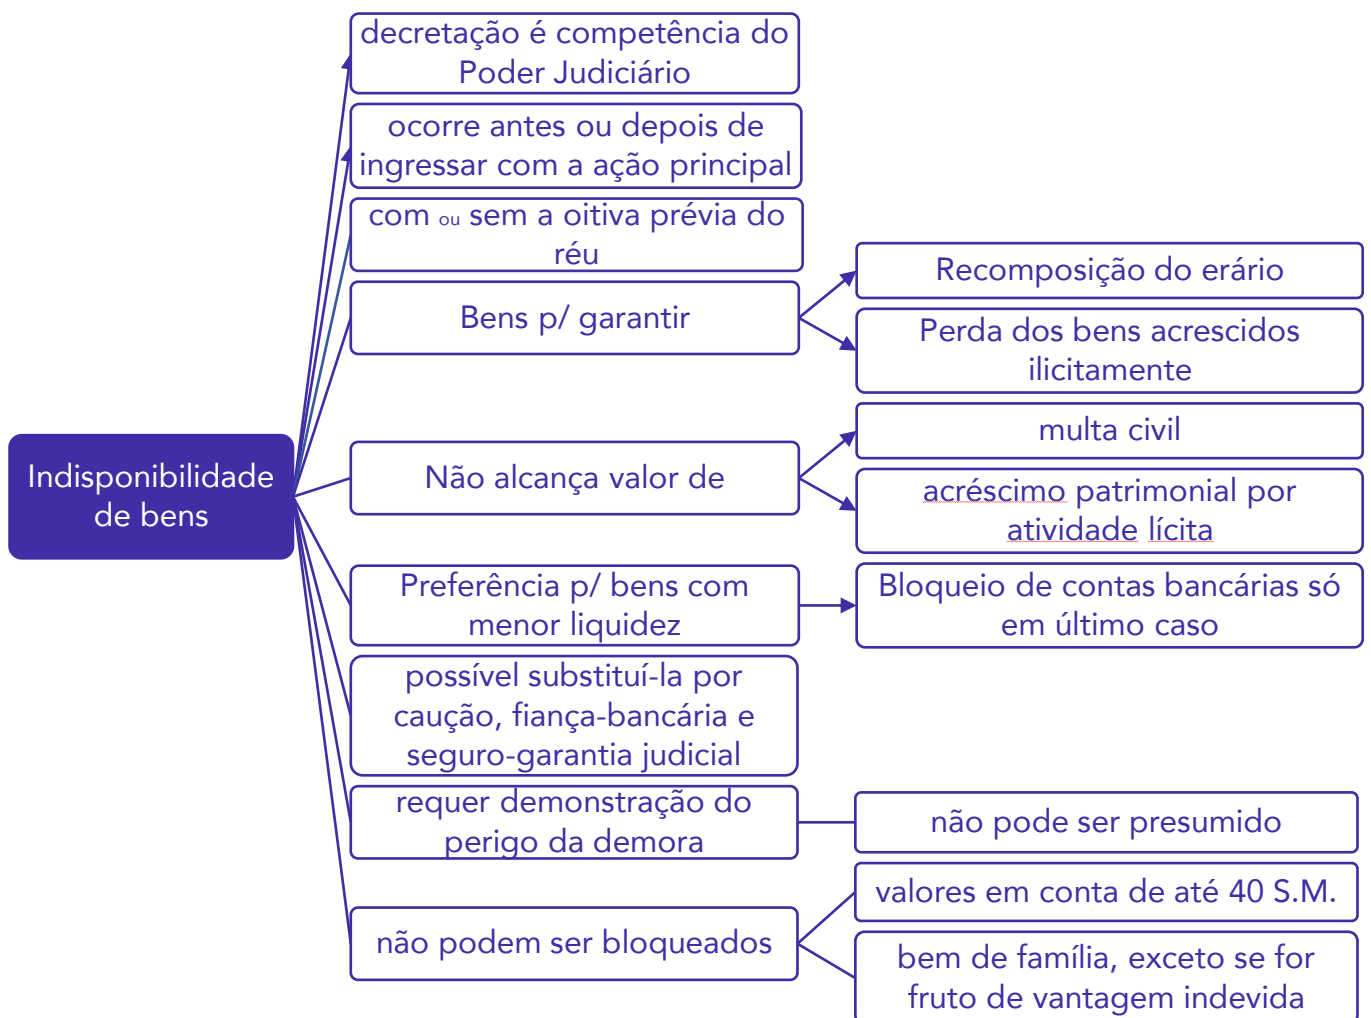 Indisponibilidade
de bens
decretação é competência do
Poder Judiciário
ocorre antes ou depois de
ingressar com a ação principal
com ou sem a oitiva prévia do
réu
Bens p/ garantir
Recomposição do erário
Perda dos bens acrescidos
ilicitamente
Não alcança valor de
multa civil
acréscimo patrimonial por
atividade lícita
Preferência p/ bens com
menor liquidez
Bloqueio de contas bancárias só
em último caso
possível substituí-la por
caução, fiança-bancária e
seguro-garantia judicial
requer demonstração do
perigo da demora
não pode ser presumido
não podem ser bloqueados
valores em conta de até 40 S.M.
bem de família, exceto se for
fruto de vantagem indevida